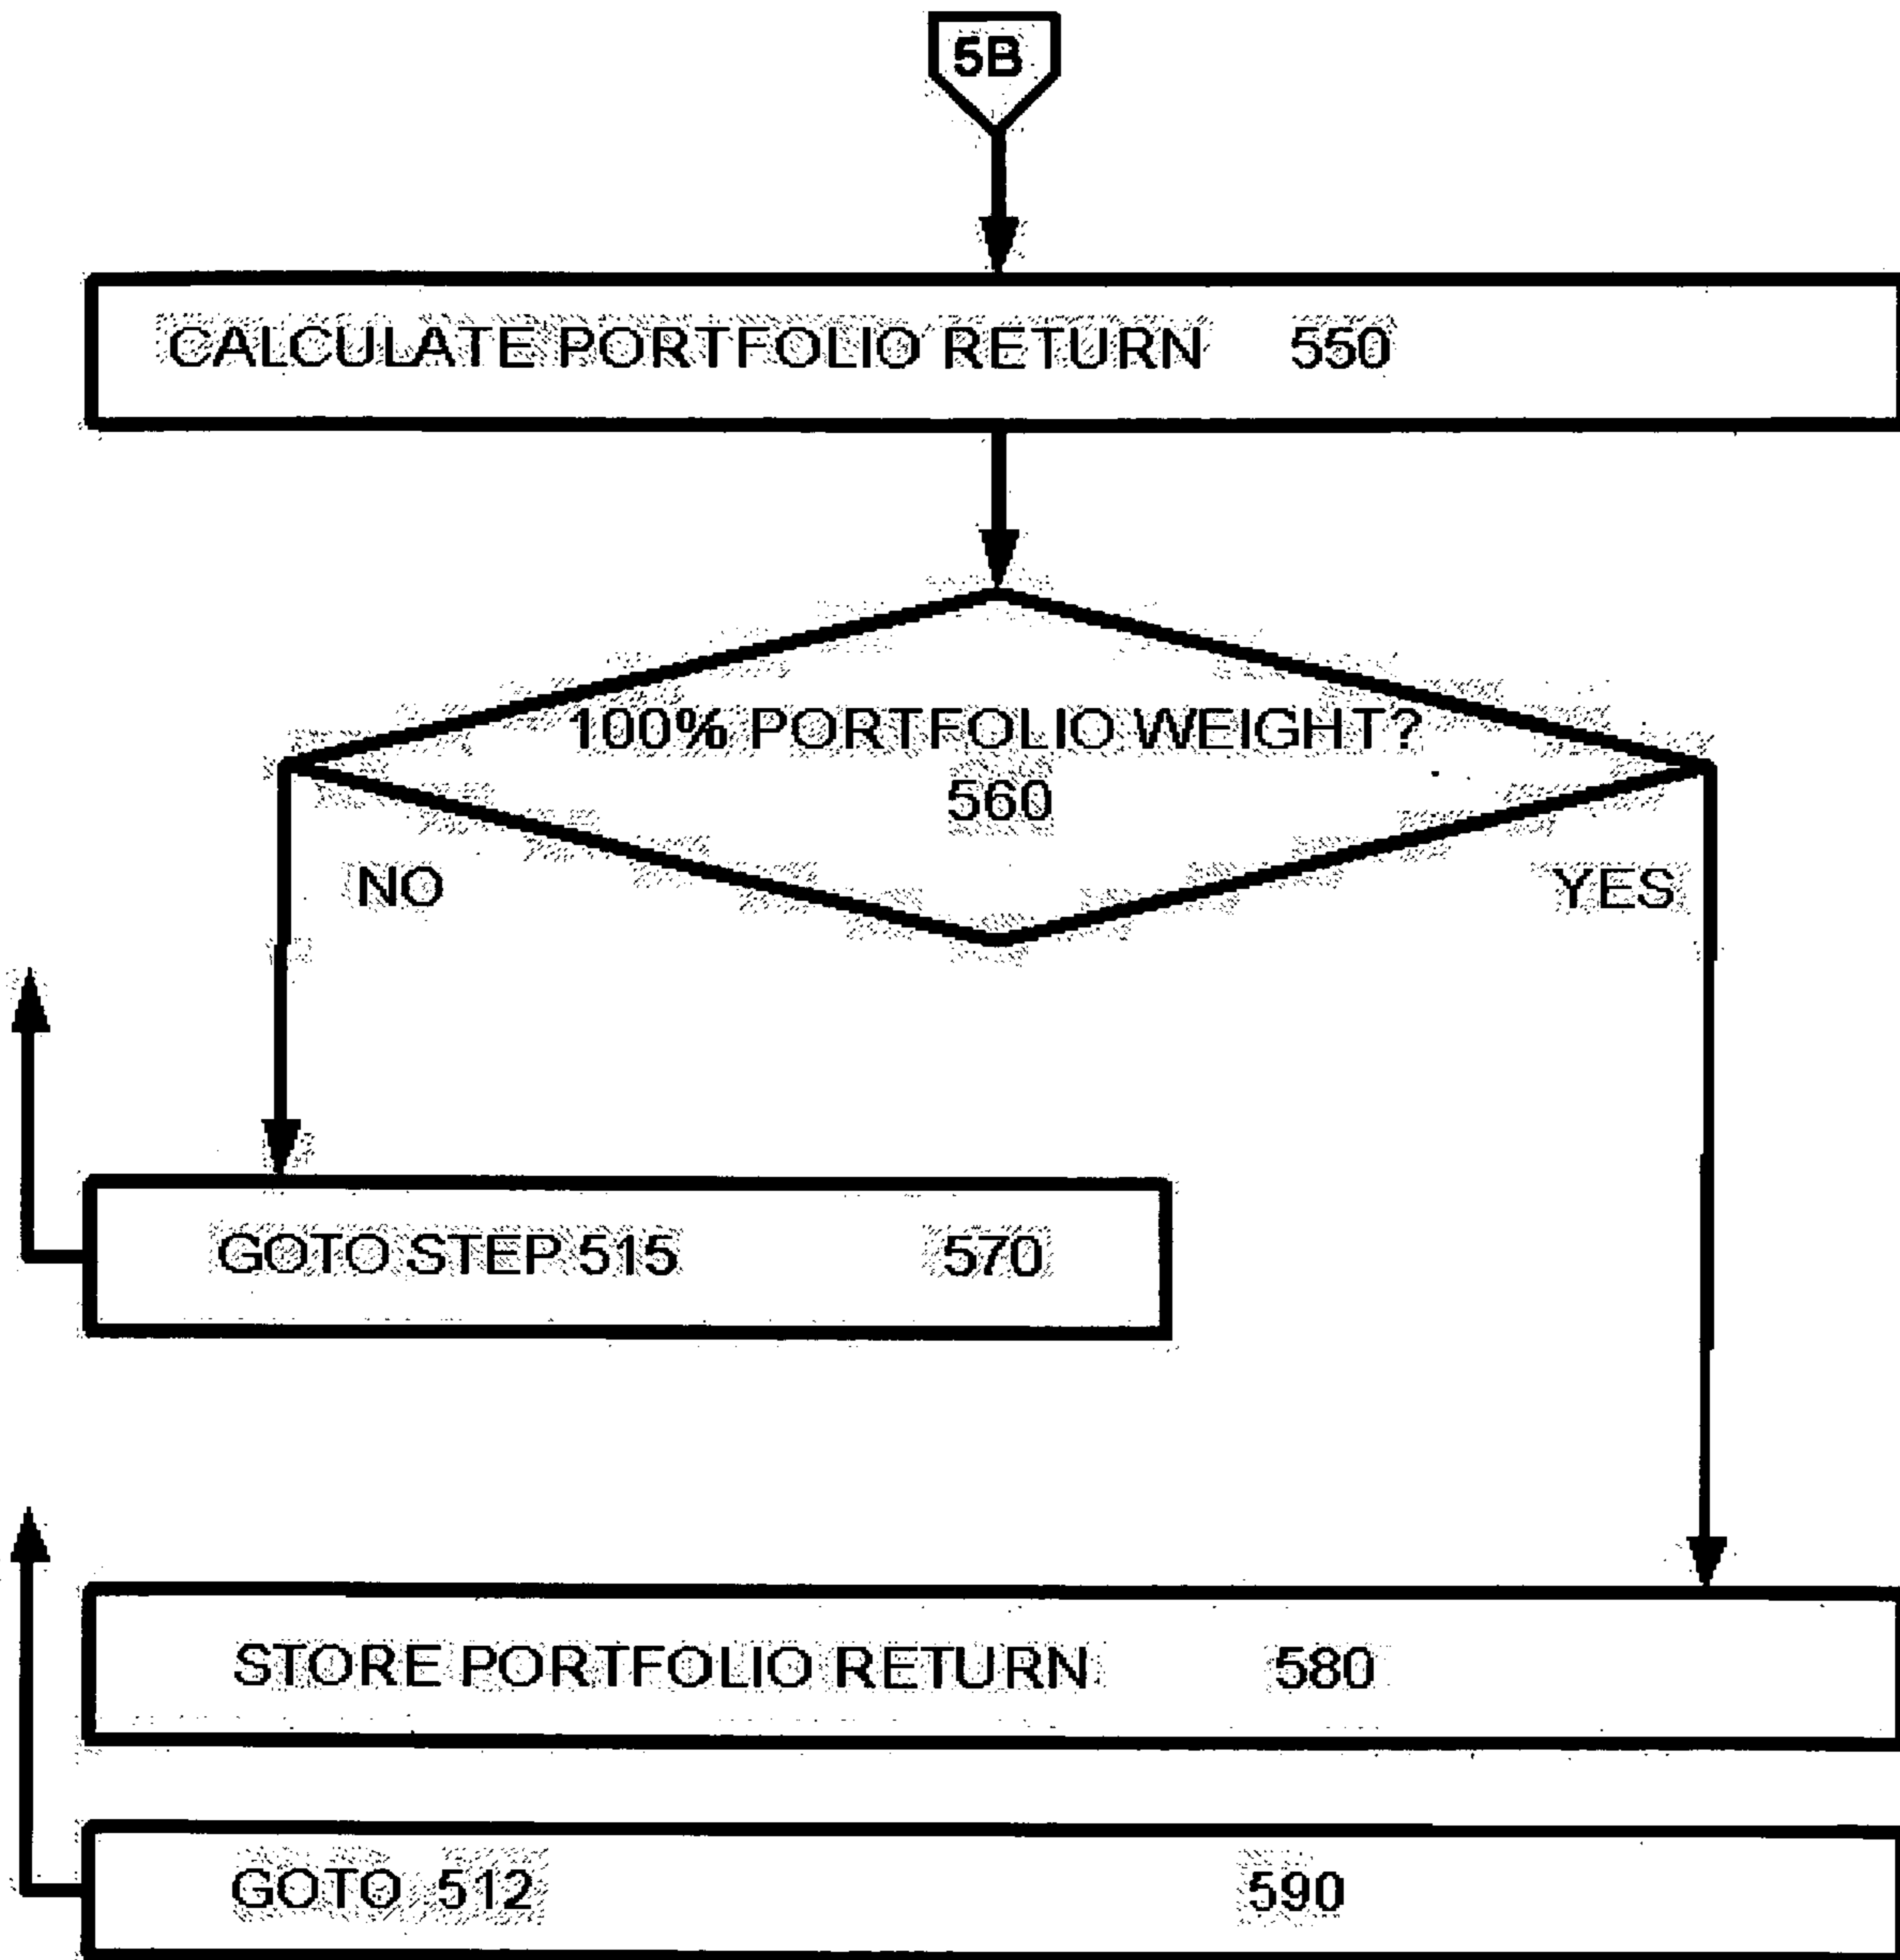 5B
CALCULATE PORTFOLIO RETURN 550
100% PORTFOLIO WEIGHT?
560
NO
YES
GOTO STEP 515 570
STORE PORTFOLIO RETURN 580
GOTO 512 590